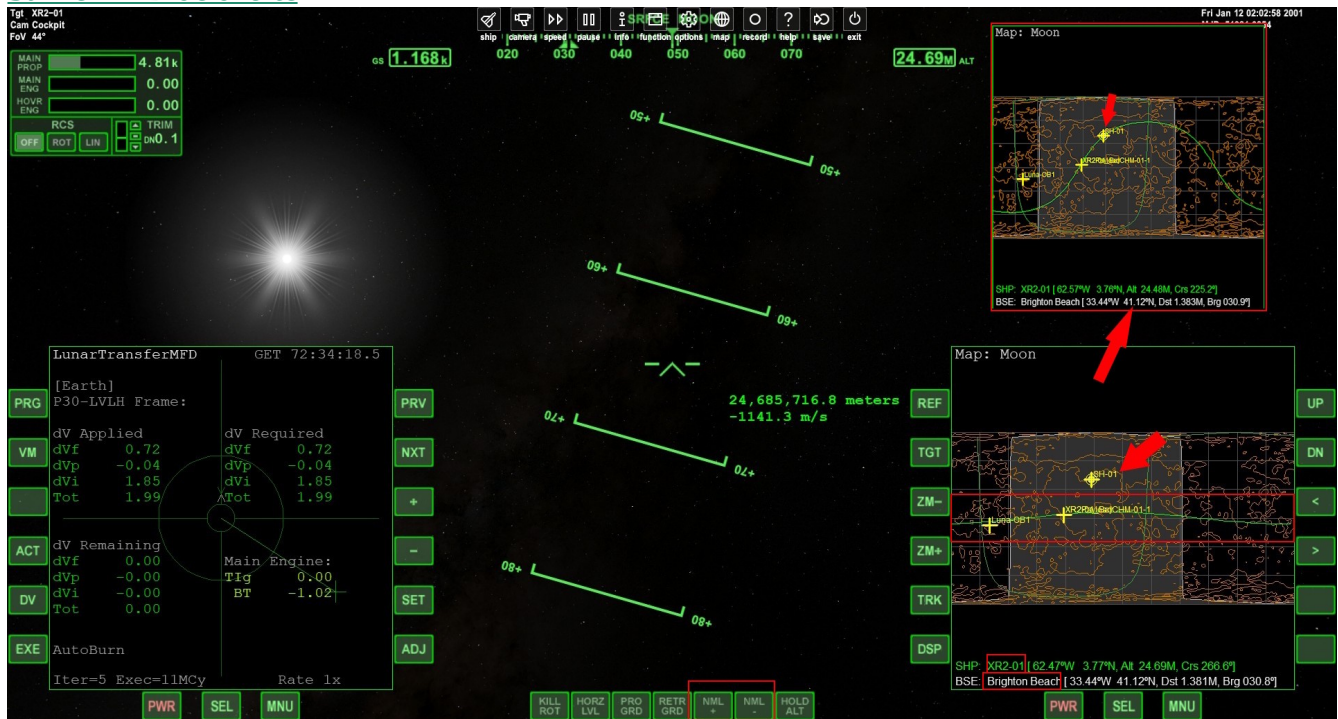 Tgt XR2-01
Cam Cockpit
FoV 44°
MAIN PROP 4.81k
MAIN ENG 0.00
HOVR ENG 0.00
RCS
TRIM
OFF ROT LIN
DN0.1
ship camera speed pause info function options map record help save exit
GS 1.168k
020 030 040 050 060 070
24.69M ALT
Fri Jan 12 02:02:58 2001
+50 +50
+60 +60
+70 +70
+80 +80
24,685,716.8 meters
-1141.3 m/s
Map: Moon
SH-01
Luna-OB1
SHP: XR2-01 [ 62.57°W 3.76°N, Alt 24.48M, Crs 225.2°]
BSE: Brighton Beach [ 33.44°W 41.12°N, Dst 1.383M, Brg 030.9°]
LunarTransferMFD GET 72:34:18.5
[Earth]
P30-LVLH Frame:
dV Applied dV Required
dVf 0.72 dVf 0.72
dVp -0.04 dVp -0.04
dVi 1.85 dVi 1.85
Tot 1.99 Tot 1.99
dV Remaining
dVf 0.00 Main Engine:
dVp -0.00 TIg 0.00
dVi -0.00 BT -1.02
Tot 0.00
AutoBurn
Iter=5 Exec=11MCy Rate 1x
PRG
VM
ACT
DV
EXE
PRV
NXT
+
-
SET
ADJ
PWR SEL MNU
KILL ROT
HORZ LVL
PRO GRD
RETR GRD
NML +
NML -
HOLD ALT
Map: Moon
SH-01
Luna-OB1
SHP: XR2-01 [ 62.47°W 3.77°N, Alt 24.69M, Crs 266.6°]
BSE: Brighton Beach [ 33.44°W 41.12°N, Dst 1.381M, Brg 030.8°]
REF
TGT
ZM-
ZM+
TRK
DSP
UP
DN
<
>
PWR SEL MNU